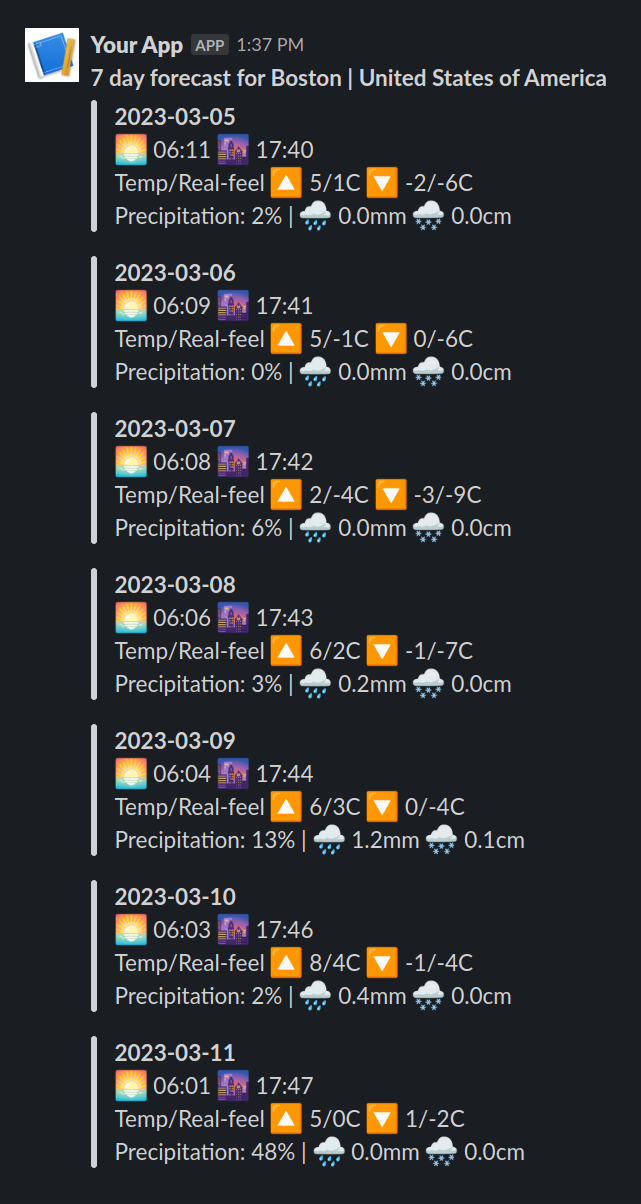 Your App APP 1:37 PM
7 day forecast for Boston | United States of America
2023-03-05
🌅 06:11 🌆 17:40
Temp/Real-feel 🔼 5/1C 🔽 -2/-6C
Precipitation: 2% | 🌧️ 0.0mm 🌨️ 0.0cm
2023-03-06
🌅 06:09 🌆 17:41
Temp/Real-feel 🔼 5/-1C 🔽 0/-6C
Precipitation: 0% | 🌧️ 0.0mm 🌨️ 0.0cm
2023-03-07
🌅 06:08 🌆 17:42
Temp/Real-feel 🔼 2/-4C 🔽 -3/-9C
Precipitation: 6% | 🌧️ 0.0mm 🌨️ 0.0cm
2023-03-08
🌅 06:06 🌆 17:43
Temp/Real-feel 🔼 6/2C 🔽 -1/-7C
Precipitation: 3% | 🌧️ 0.2mm 🌨️ 0.0cm
2023-03-09
🌅 06:04 🌆 17:44
Temp/Real-feel 🔼 6/3C 🔽 0/-4C
Precipitation: 13% | 🌧️ 1.2mm 🌨️ 0.1cm
2023-03-10
🌅 06:03 🌆 17:46
Temp/Real-feel 🔼 8/4C 🔽 -1/-4C
Precipitation: 2% | 🌧️ 0.4mm 🌨️ 0.0cm
2023-03-11
🌅 06:01 🌆 17:47
Temp/Real-feel 🔼 5/0C 🔽 1/-2C
Precipitation: 48% | 🌧️ 0.0mm 🌨️ 0.0cm